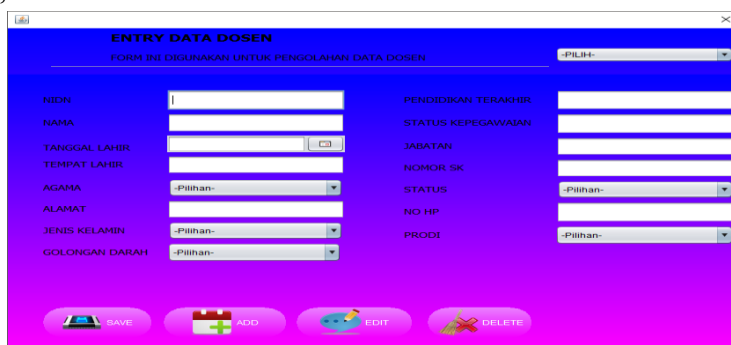 ENTRY DATA DOSEN
FORM INI DIGUNAKAN UNTUK PENGOLAHAN DATA DOSEN
-PILIH-
NIDN
NAMA
TANGGAL LAHIR
TEMPAT LAHIR
AGAMA -Pilihan-
ALAMAT
JENIS KELAMIN -Pilihan-
GOLONGAN DARAH -Pilihan-
PENDIDIKAN TERAKHIR
STATUS KEPEGAWAIAN
JABATAN
NOMOR SK
STATUS -Pilihan-
NO HP
PRODI -Pilihan-
SAVE ADD EDIT DELETE